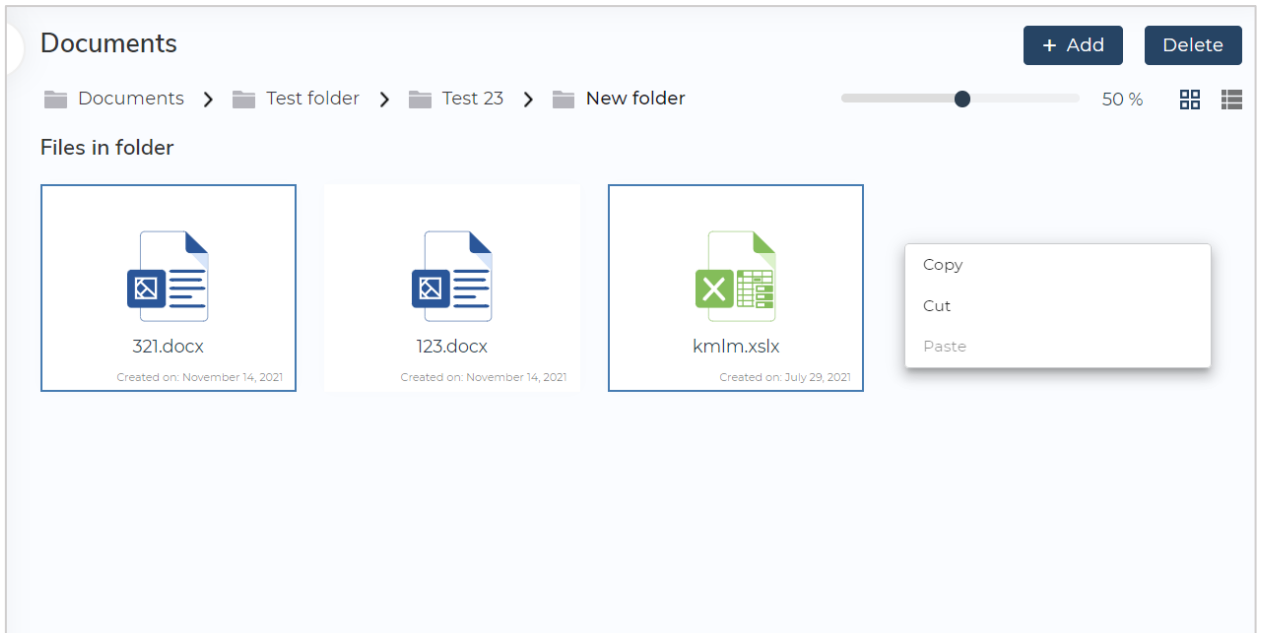 Documents
+ Add
Delete
Documents > Test folder > Test 23 > New folder
50 %
Files in folder
321.docx
Created on: November 14, 2021
123.docx
Created on: November 14, 2021
kmlm.xslx
Created on: July 29, 2021
Copy
Cut
Paste